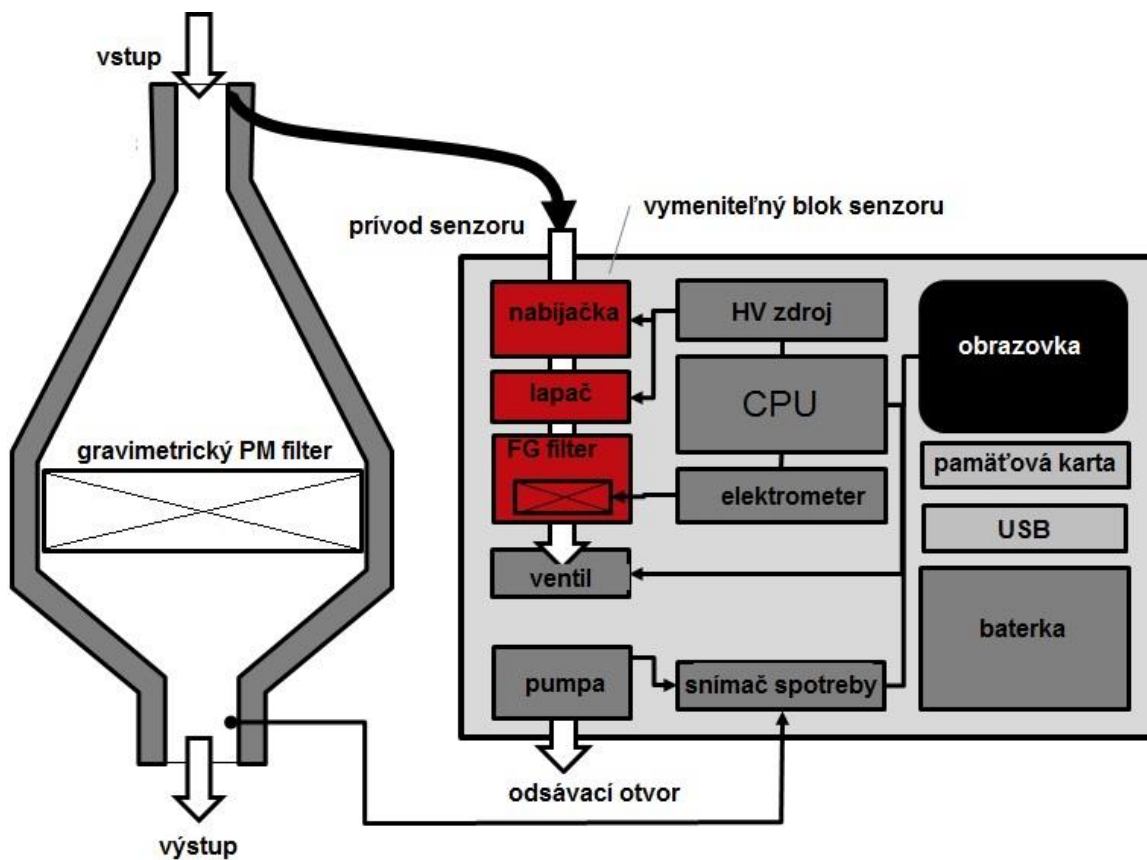 vstup
prívod senzoru
vymeniteľný blok senzoru
nabíjačka
HV zdroj
obrazovka
lapač
CPU
gravimetrický PM filter
FG filter
pamäťová karta
elektrometer
USB
ventil
baterka
pumpa
snímač spotreby
odsávací otvor
výstup